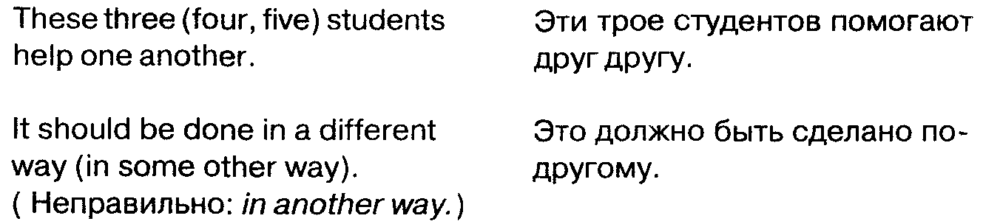 These three (four, five) students
help one another.
Эти трое студентов помогают
друг другу.
It should be done in a different
way (in some other way).
( Неправильно: in another way.)
Это должно быть сделано по-
другому.